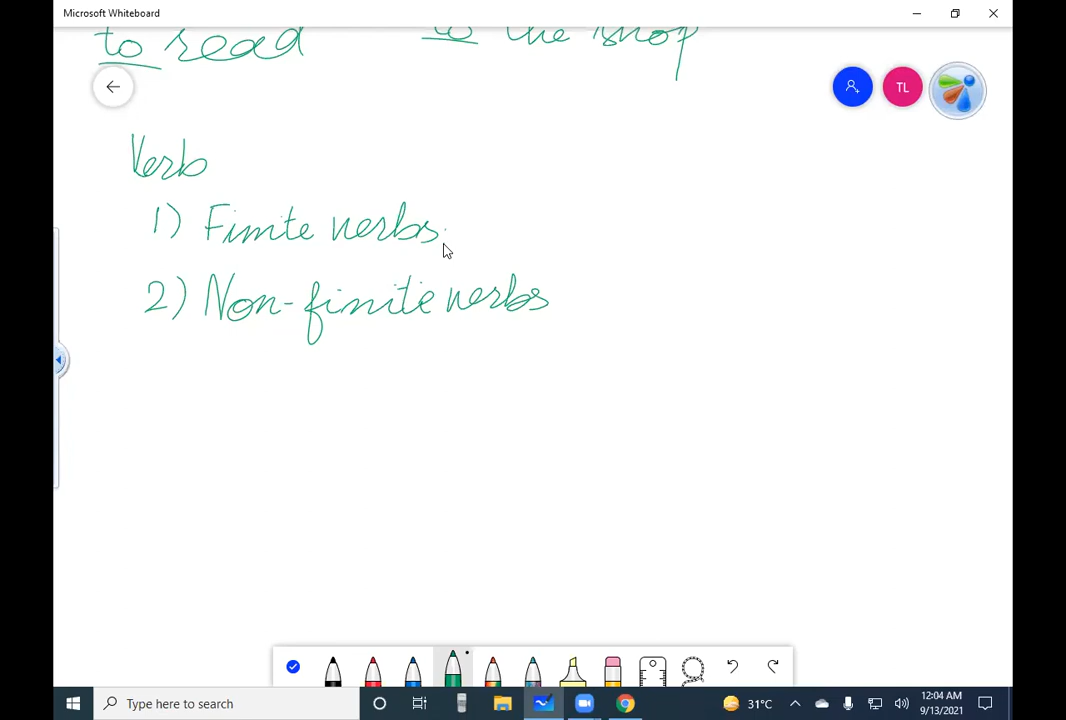 Microsoft Whiteboard
to read to the shop
TL
Verb
1) Finite verbs.
2) Non-finite verbs
Type here to search
31°C
12:04 AM
9/13/2021